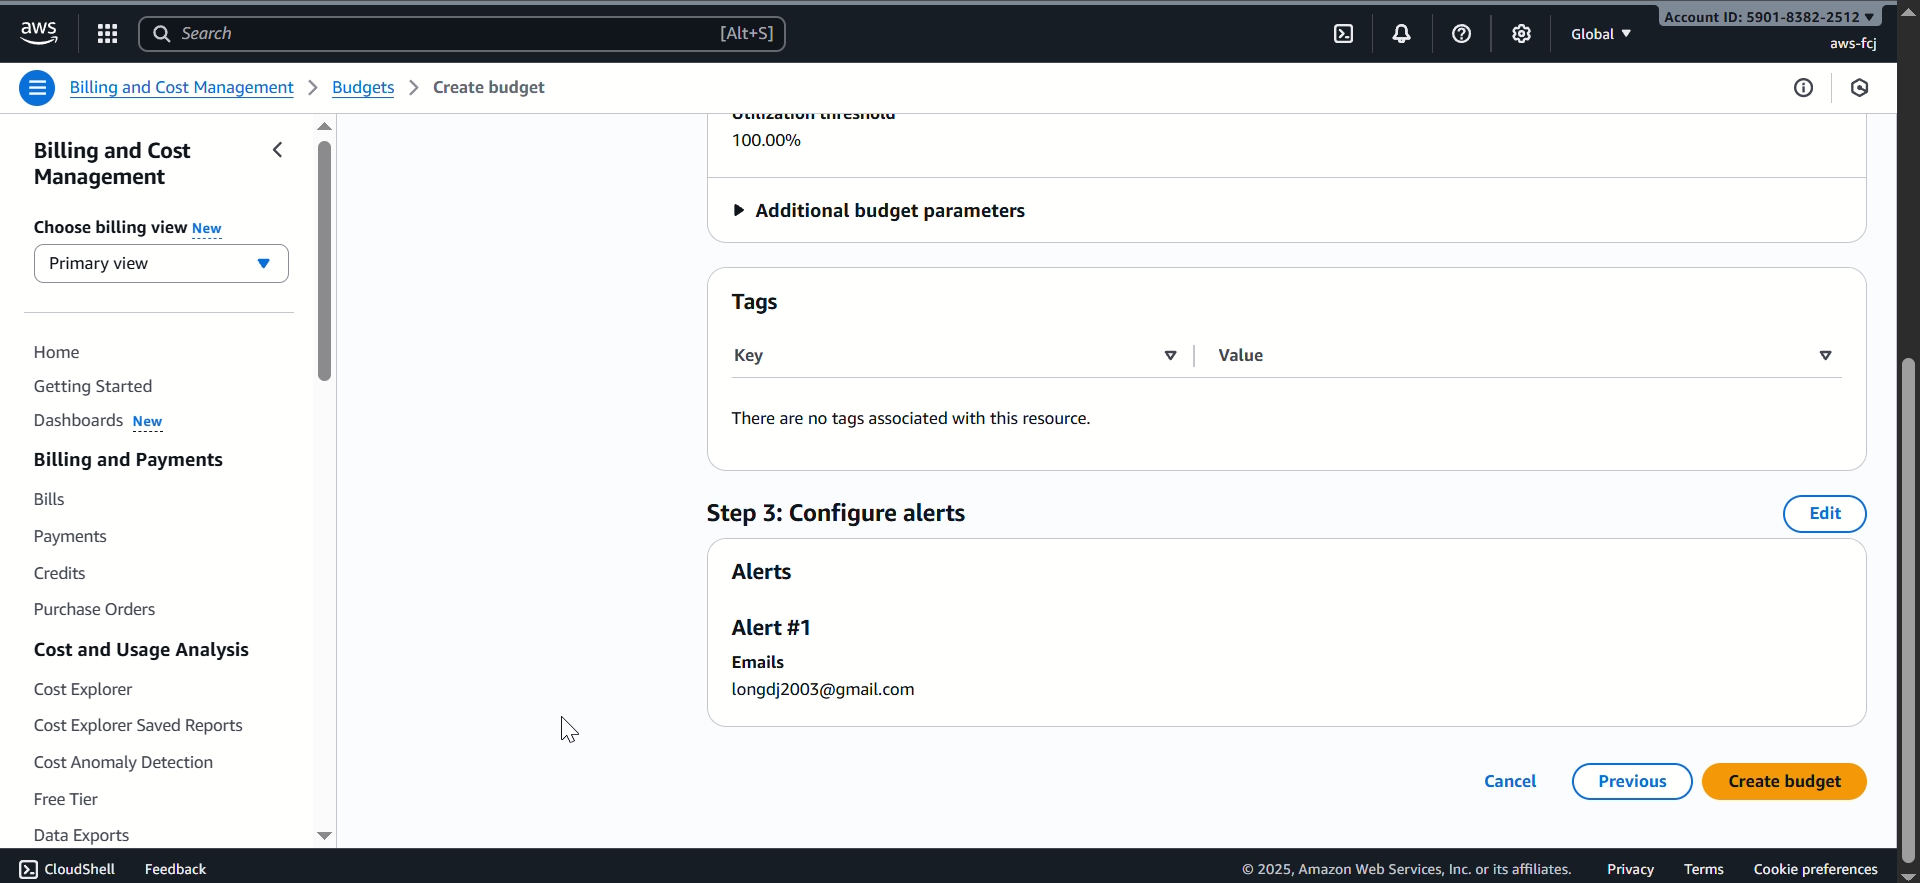 aws
Search
[Alt+S]
Global
Account ID: 5901-8382-2512
aws-fcj
Billing and Cost Management
Budgets
Create budget
Billing and Cost
Management
Choose billing view New
Primary view
Home
Getting Started
Dashboards New
Billing and Payments
Bills
Payments
Credits
Purchase Orders
Cost and Usage Analysis
Cost Explorer
Cost Explorer Saved Reports
Cost Anomaly Detection
Free Tier
Data Exports
Utilization threshold
100.00%
Additional budget parameters
Tags
Key
Value
There are no tags associated with this resource.
Step 3: Configure alerts
Edit
Alerts
Alert #1
Emails
longdj2003@gmail.com
Cancel
Previous
Create budget
CloudShell
Feedback
© 2025, Amazon Web Services, Inc. or its affiliates.
Privacy
Terms
Cookie preferences